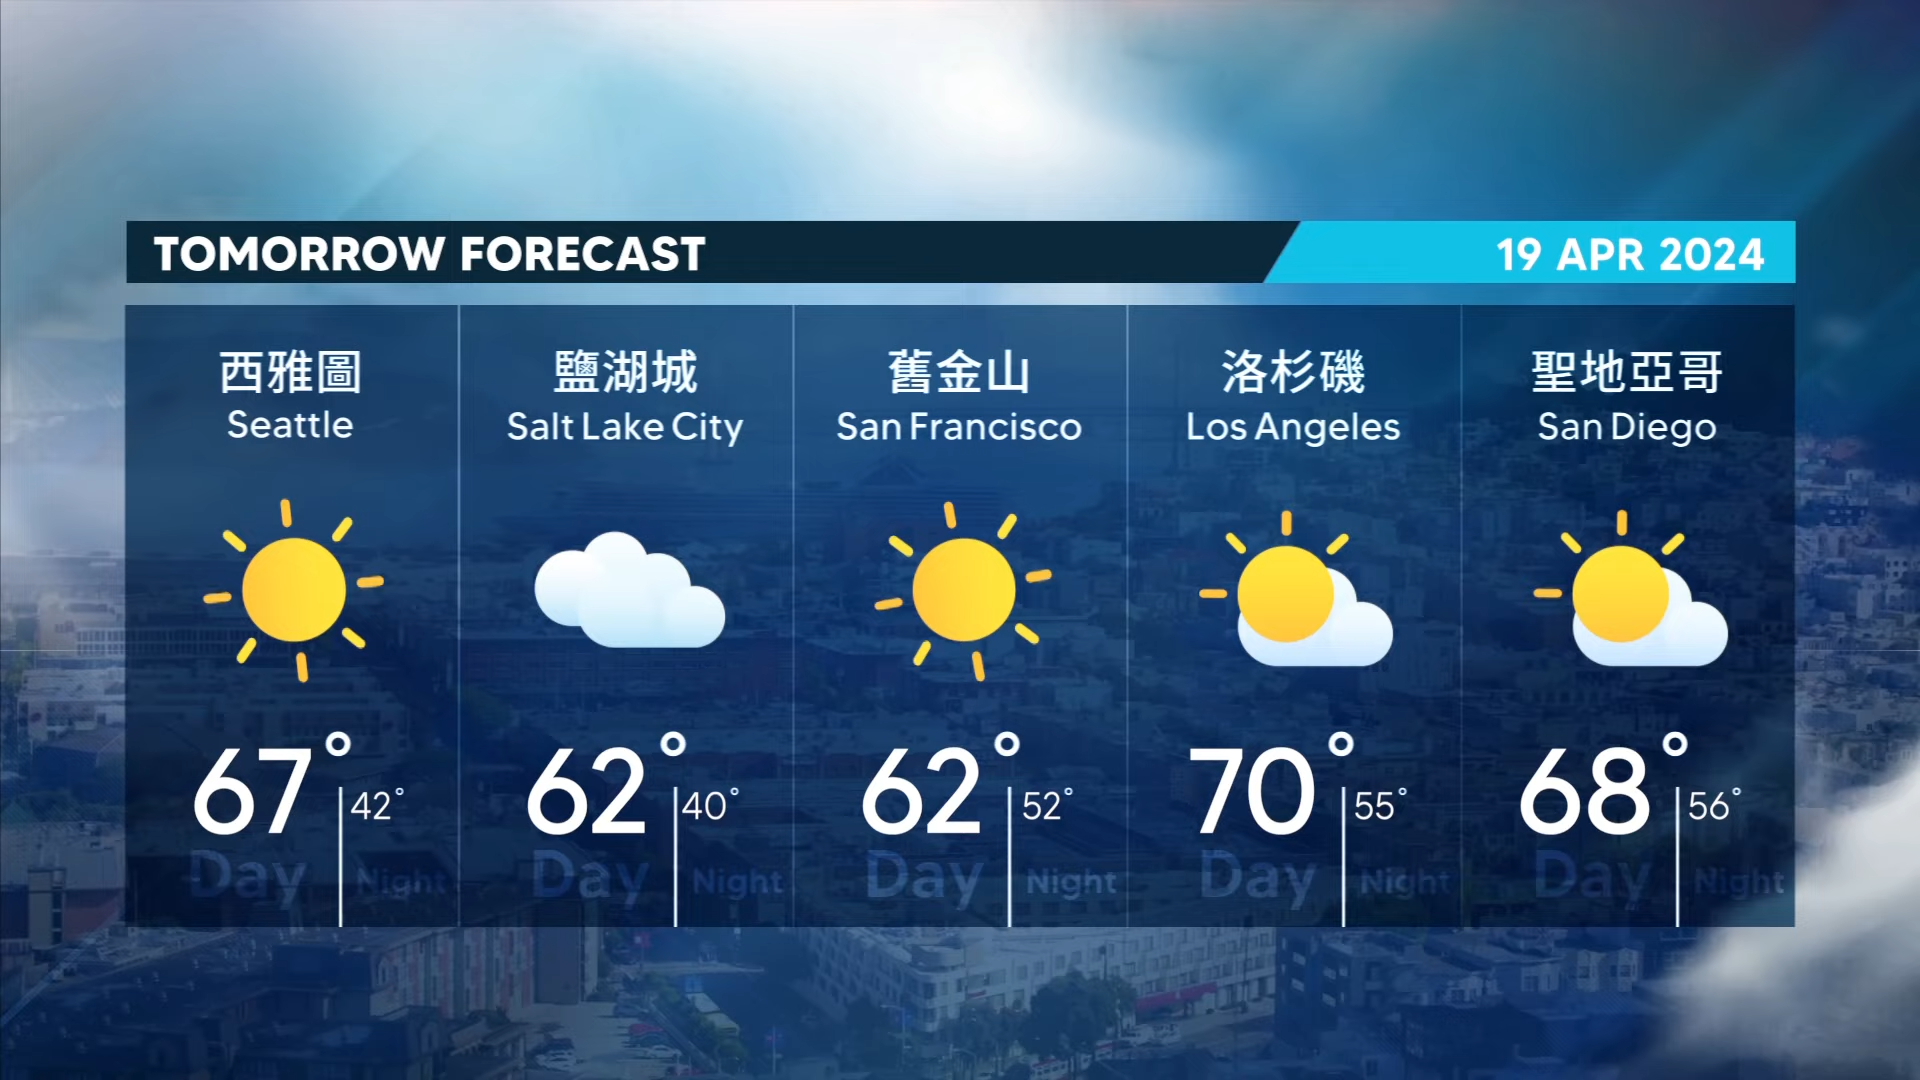 TOMORROW FORECAST
19 APR 2024
西雅圖
Seattle
67°
42°
Day
Night
鹽湖城
Salt Lake City
62°
40°
Day
Night
舊金山
San Francisco
62°
52°
Day
Night
洛杉磯
Los Angeles
70°
55°
Day
Night
聖地亞哥
San Diego
68°
56°
Day
Night